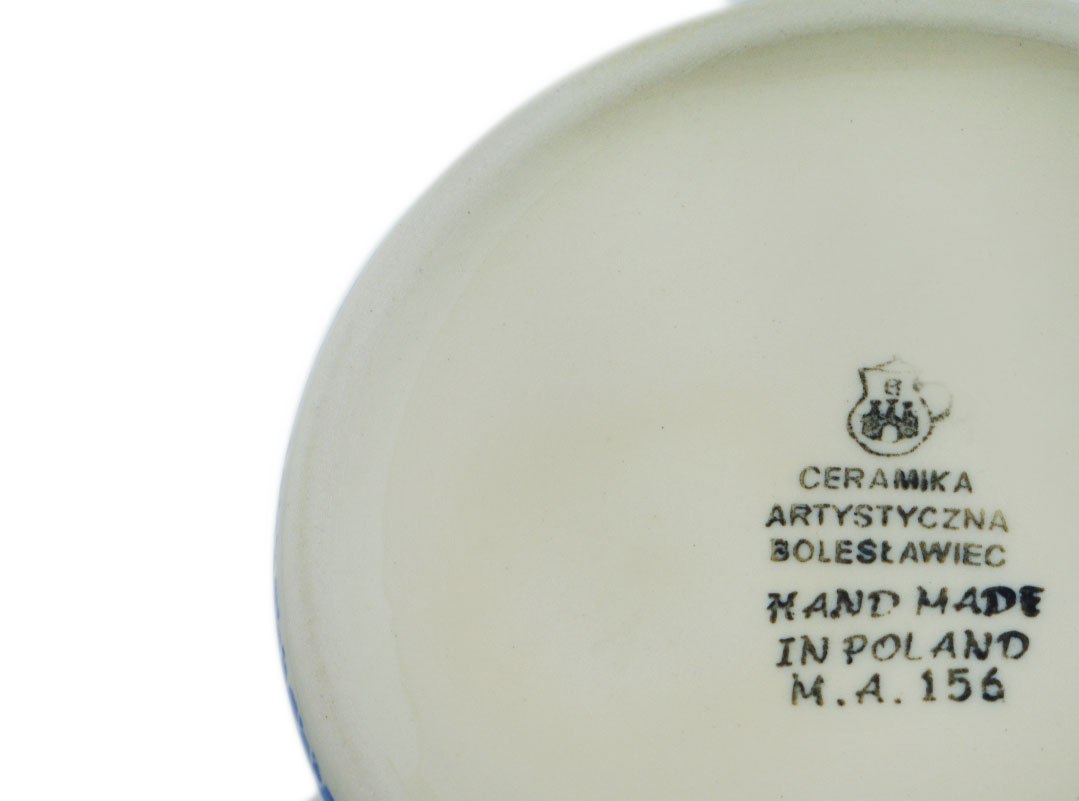 B
CERAMIKA
ARTYSTYCZNA
BOLESŁAWIEC
HAND MADE
IN POLAND
M.A.156